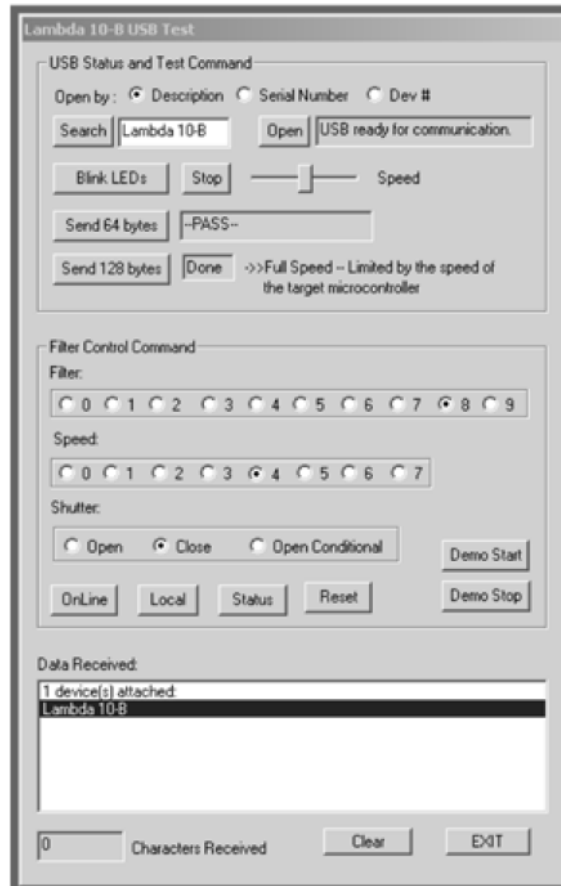 Lambda 10-B USB Test
USB Status and Test Command
Open by : Description Serial Number Dev #
Search Lambda 10-B Open USB ready for communication.
Blink LEDs Stop Speed
Send 64 bytes --PASS--
Send 128 bytes Done ->>Full Speed -- Limited by the speed of
the target microcontroller
Filter Control Command
Filter:
0 1 2 3 4 5 6 7 8 9
Speed:
0 1 2 3 4 5 6 7
Shutter:
Open Close Open Conditional
Demo Start
OnLine Local Status Reset Demo Stop
Data Received:
1 device(s) attached:
Lambda 10-B
0 Characters Received Clear EXIT